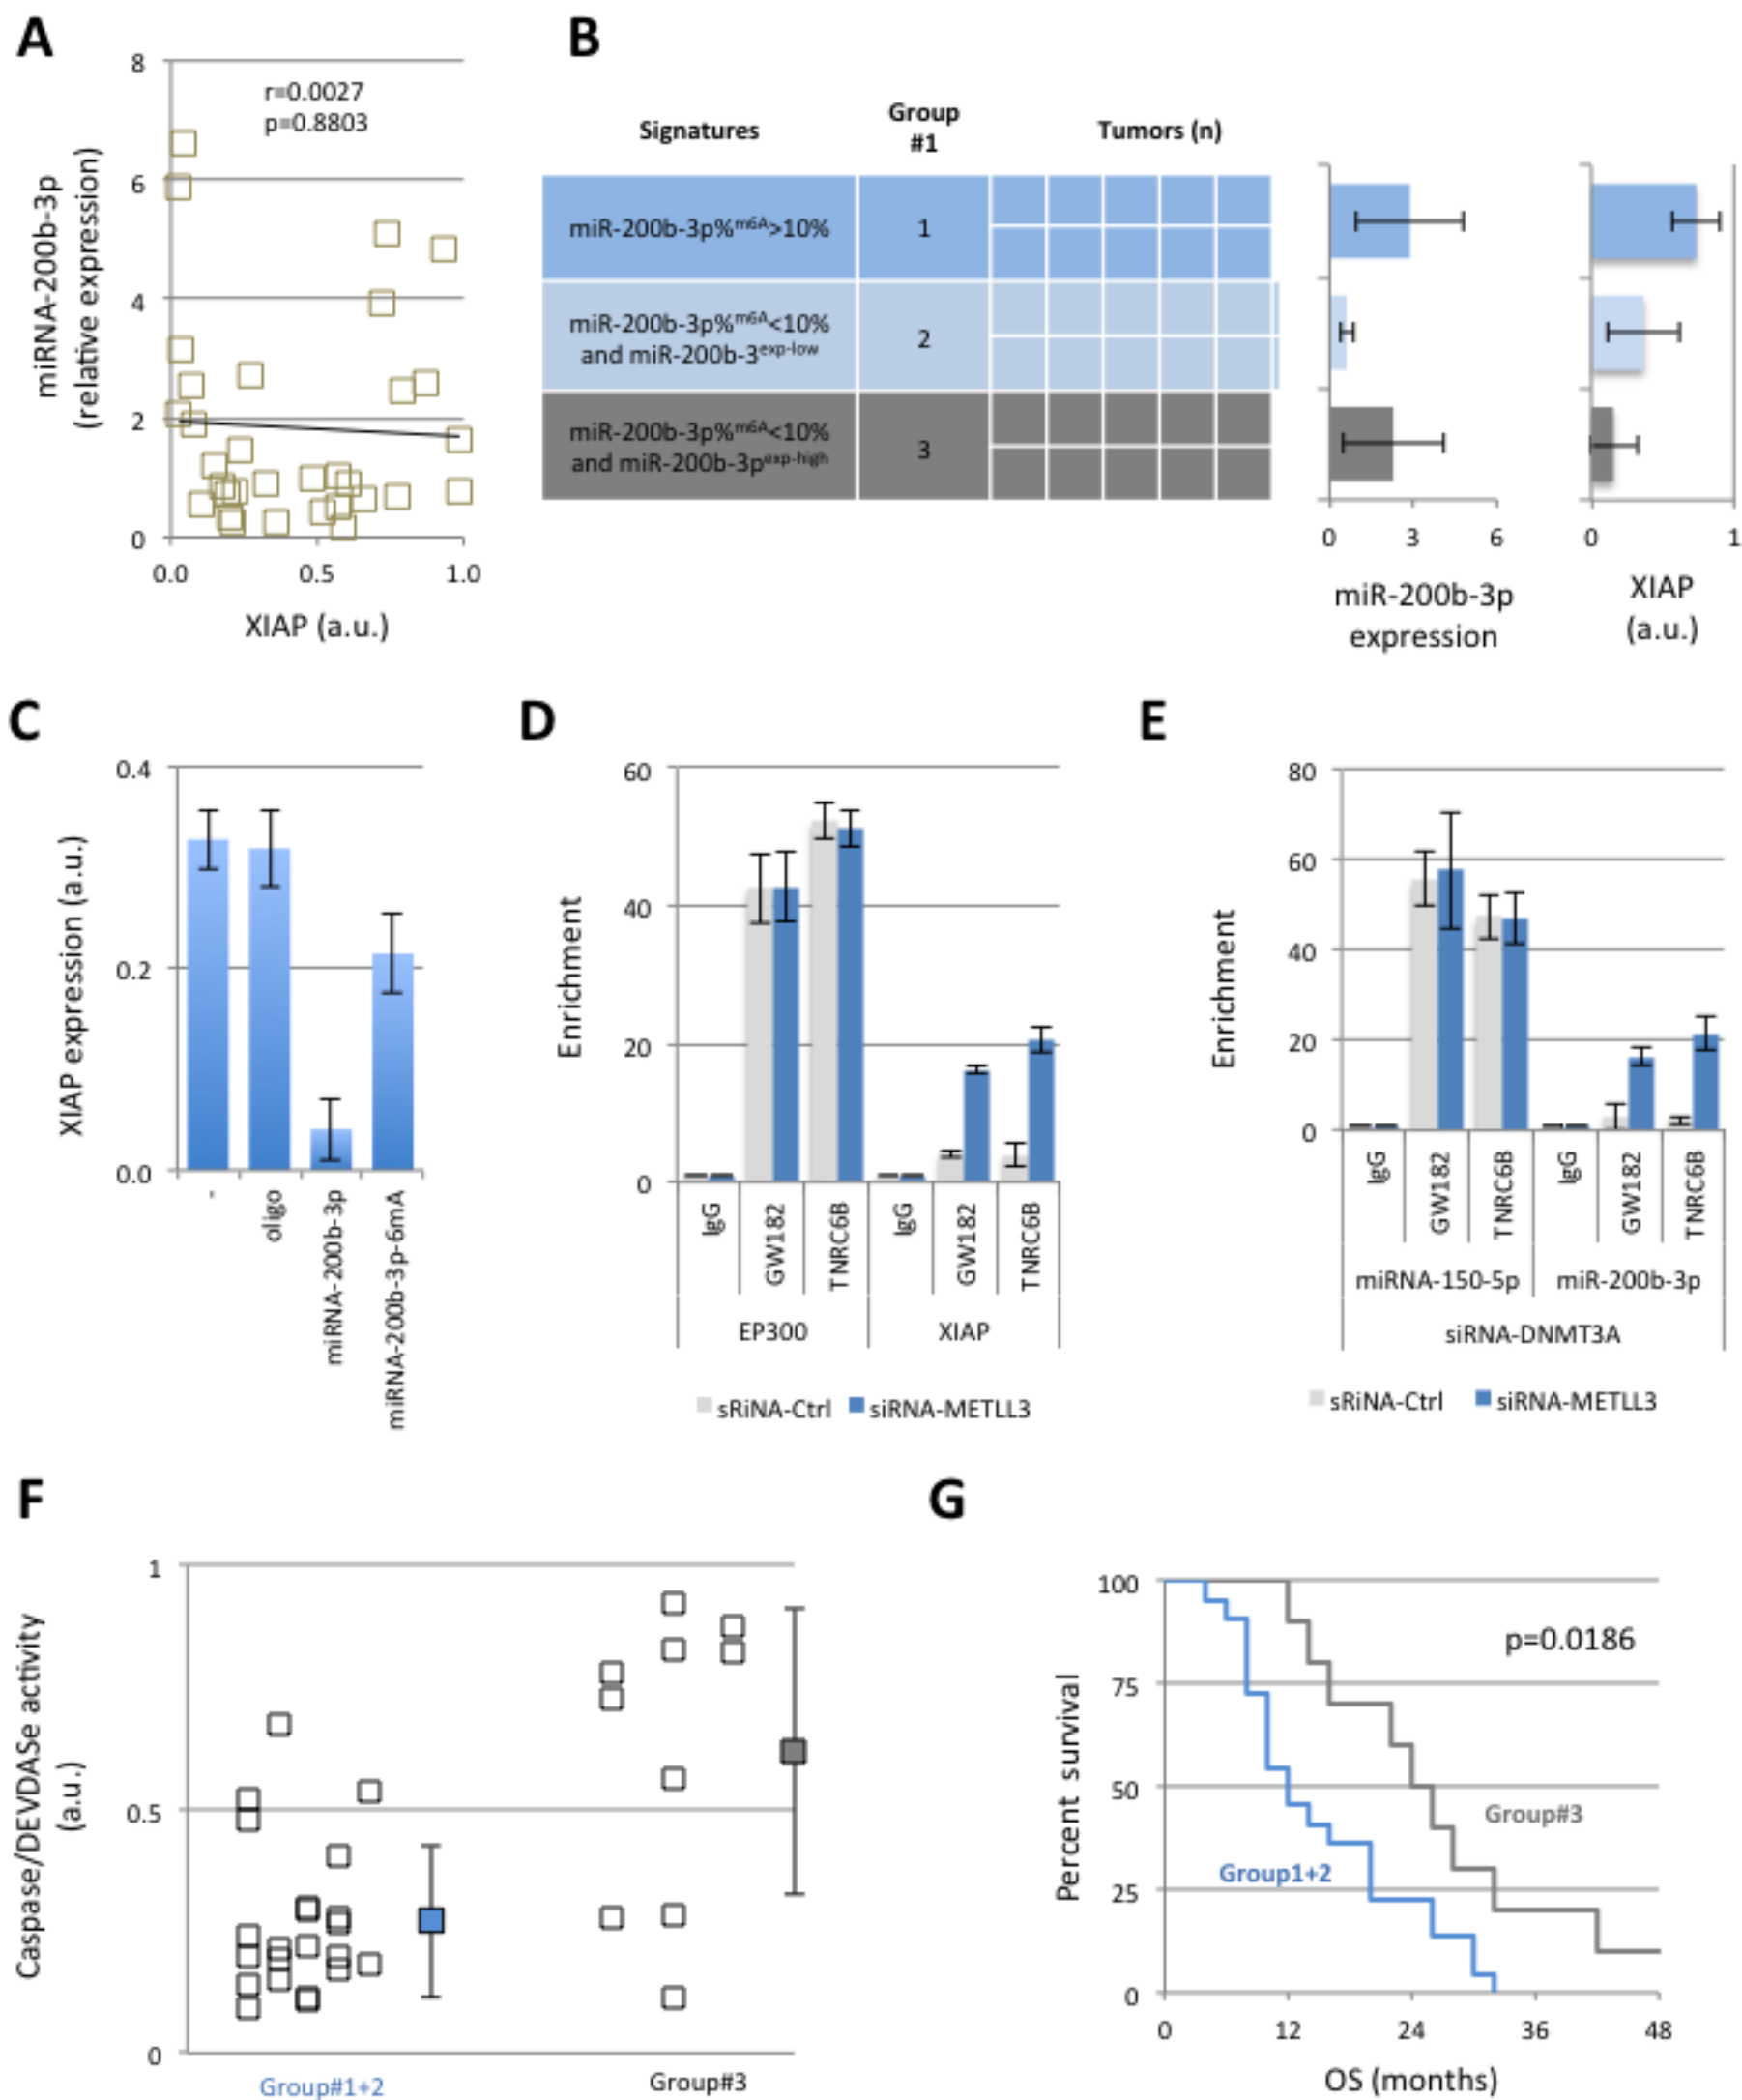 A
miRNA-200b-3p
(relative expression)
8
6
4
2
0
r=0.0027
p=0.8803
0.0
0.5
1.0
XIAP (a.u.)
B
Signatures
Group
#1
Tumors (n)
miR-200b-3p%m6A>10%
1
miR-200b-3p%m6A<10%
and miR-200b-3exp-low
2
miR-200b-3p%m6A<10%
and miR-200b-3pexp-high
3
0
3
6
miR-200b-3p
expression
0
1
XIAP
(a.u.)
C
XIAP expression (a.u.)
0.4
0.2
0.0
-
oligo
miRNA-200b-3p
miRNA-200b-3p-6mA
D
Enrichment
60
40
20
0
IgG
GW182
TNRC6B
IgG
GW182
TNRC6B
EP300
XIAP
sRiNA-Ctrl
siRNA-METLL3
E
Enrichment
80
60
40
20
0
IgG
GW182
TNRC6B
IgG
GW182
TNRC6B
miRNA-150-5p
miR-200b-3p
siRNA-DNMT3A
sRiNA-Ctrl
siRNA-METLL3
F
Caspase/DEVDASe activity
(a.u.)
1
0.5
0
Group#1+2
Group#3
G
Percent survival
100
75
50
25
0
p=0.0186
Group#3
Group1+2
0
12
24
36
48
OS (months)